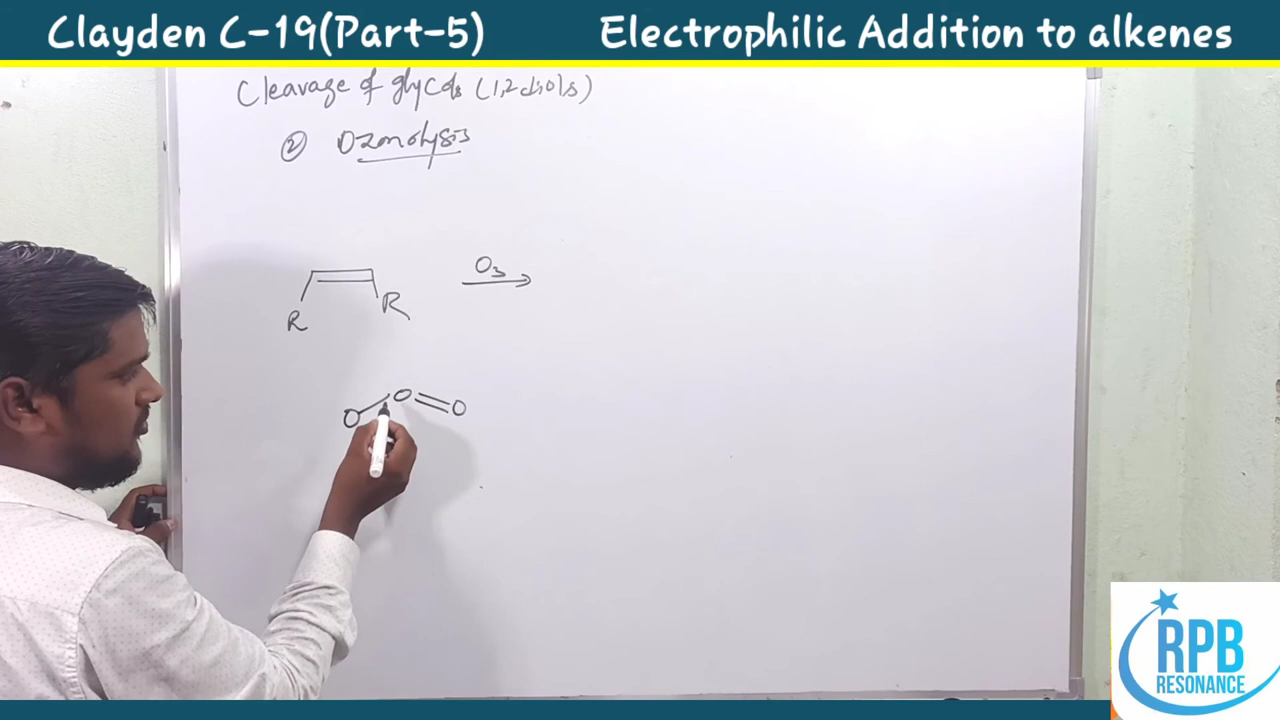 Clayden C-19(Part-5) Electrophilic Addition to alkenes
Cleavage of glycols (1,2 diols)
② Ozonolysis
O3
R R
O O O
RPB
RESONANCE